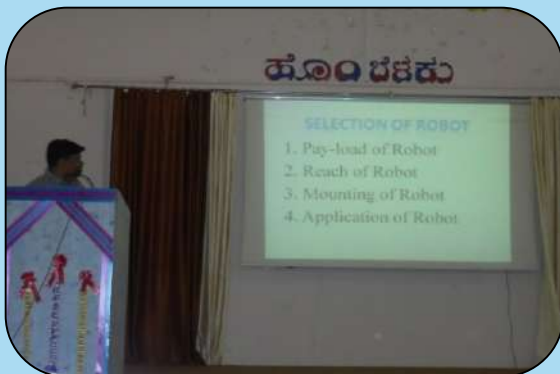 ಹೊಂ ಬೆಳಕು
SELECTION OF ROBOT
1. Pay-load of Robot
2. Reach of Robot
3. Mounting of Robot
4. Application of Robot